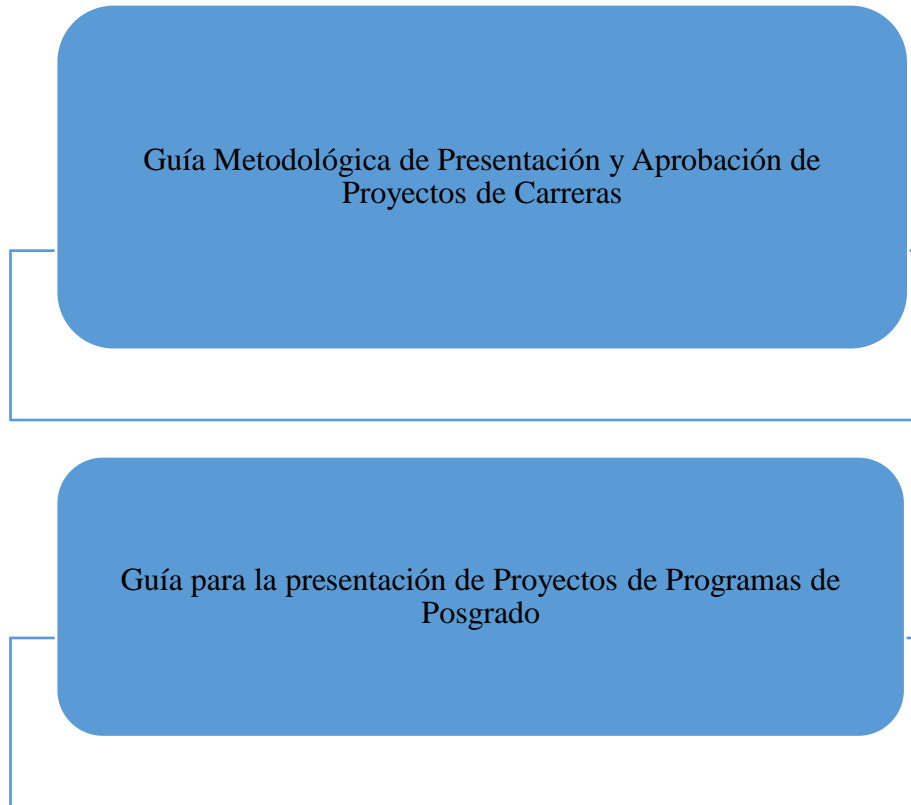 Guía Metodológica de Presentación y Aprobación de
Proyectos de Carreras
Guía para la presentación de Proyectos de Programas de
Posgrado